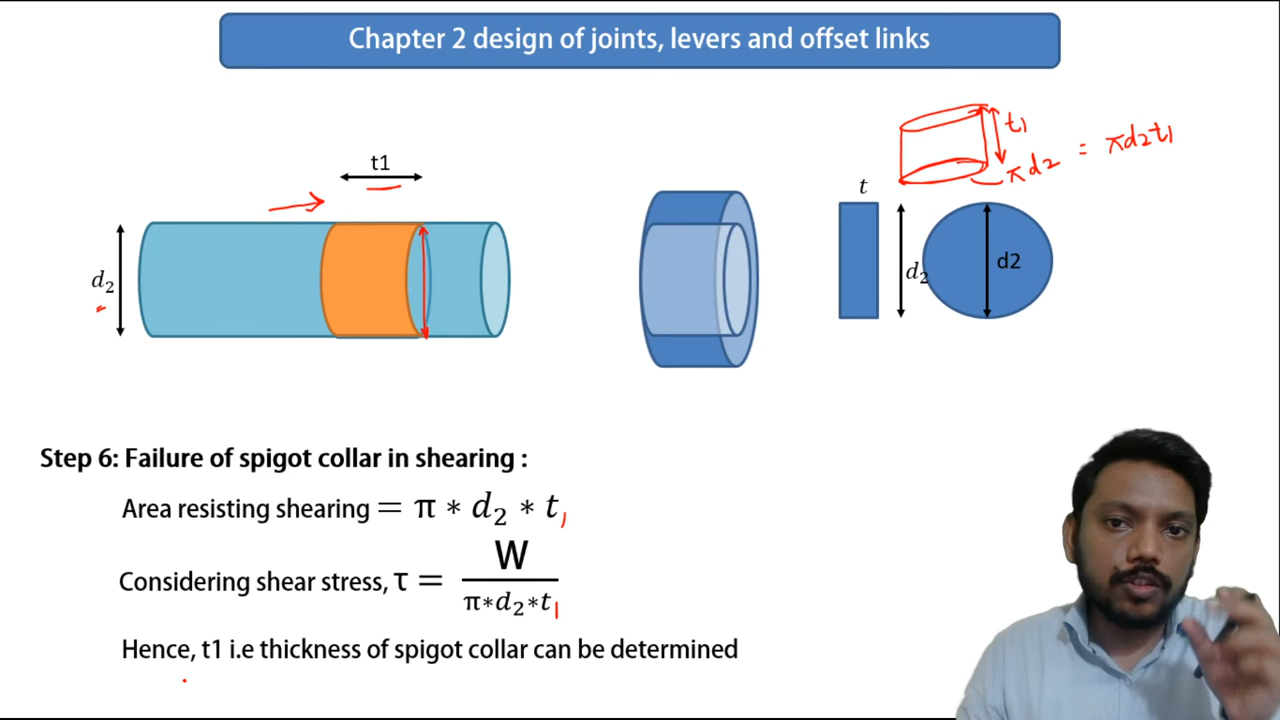 Chapter 2 design of joints, levers and offset links
t1
t1
πd2 = πd2t1
t
d₂
d₂
d2
Step 6: Failure of spigot collar in shearing :
Area resisting shearing = π * d₂ * t₁
Considering shear stress, τ = W / π*d₂*t₁
Hence, t1 i.e thickness of spigot collar can be determined